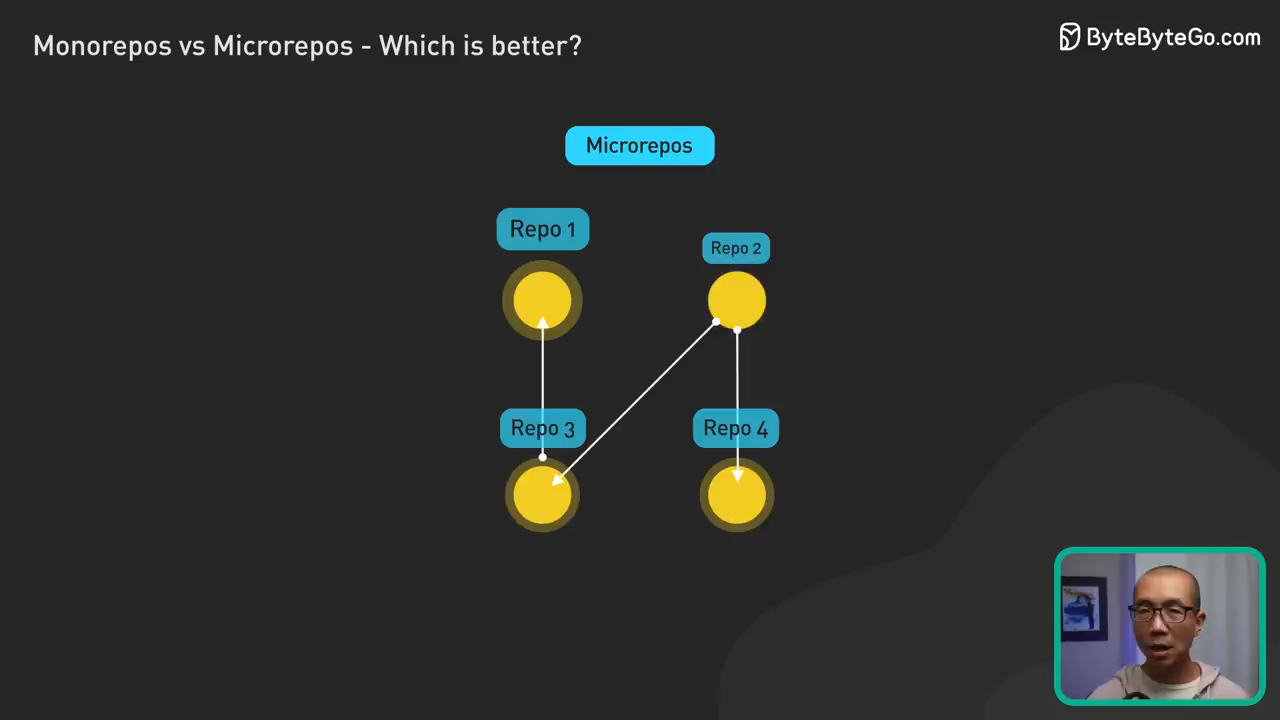 Monorepos vs Microrepos - Which is better?
ByteByteGo.com
Microrepos
Repo 1
Repo 2
Repo 3
Repo 4